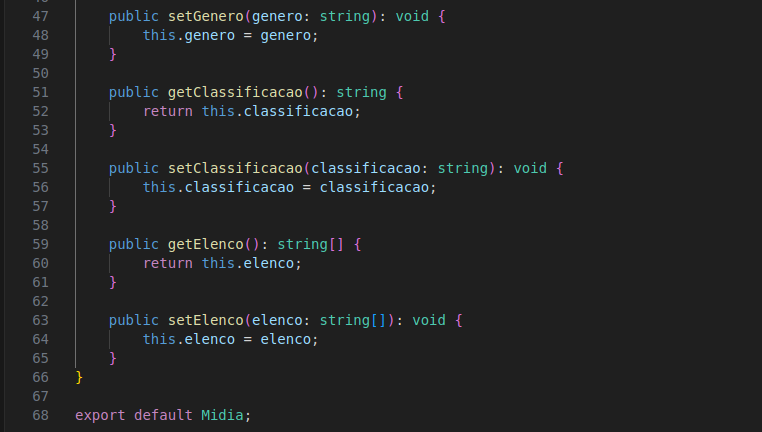 47 public setGenero(genero: string): void {
48 this.genero = genero;
49 }
50
51 public getClassificacao(): string {
52 return this.classificacao;
53 }
54
55 public setClassificacao(classificacao: string): void {
56 this.classificacao = classificacao;
57 }
58
59 public getElenco(): string[] {
60 return this.elenco;
61 }
62
63 public setElenco(elenco: string[]): void {
64 this.elenco = elenco;
65 }
66 }
67
68 export default Midia;